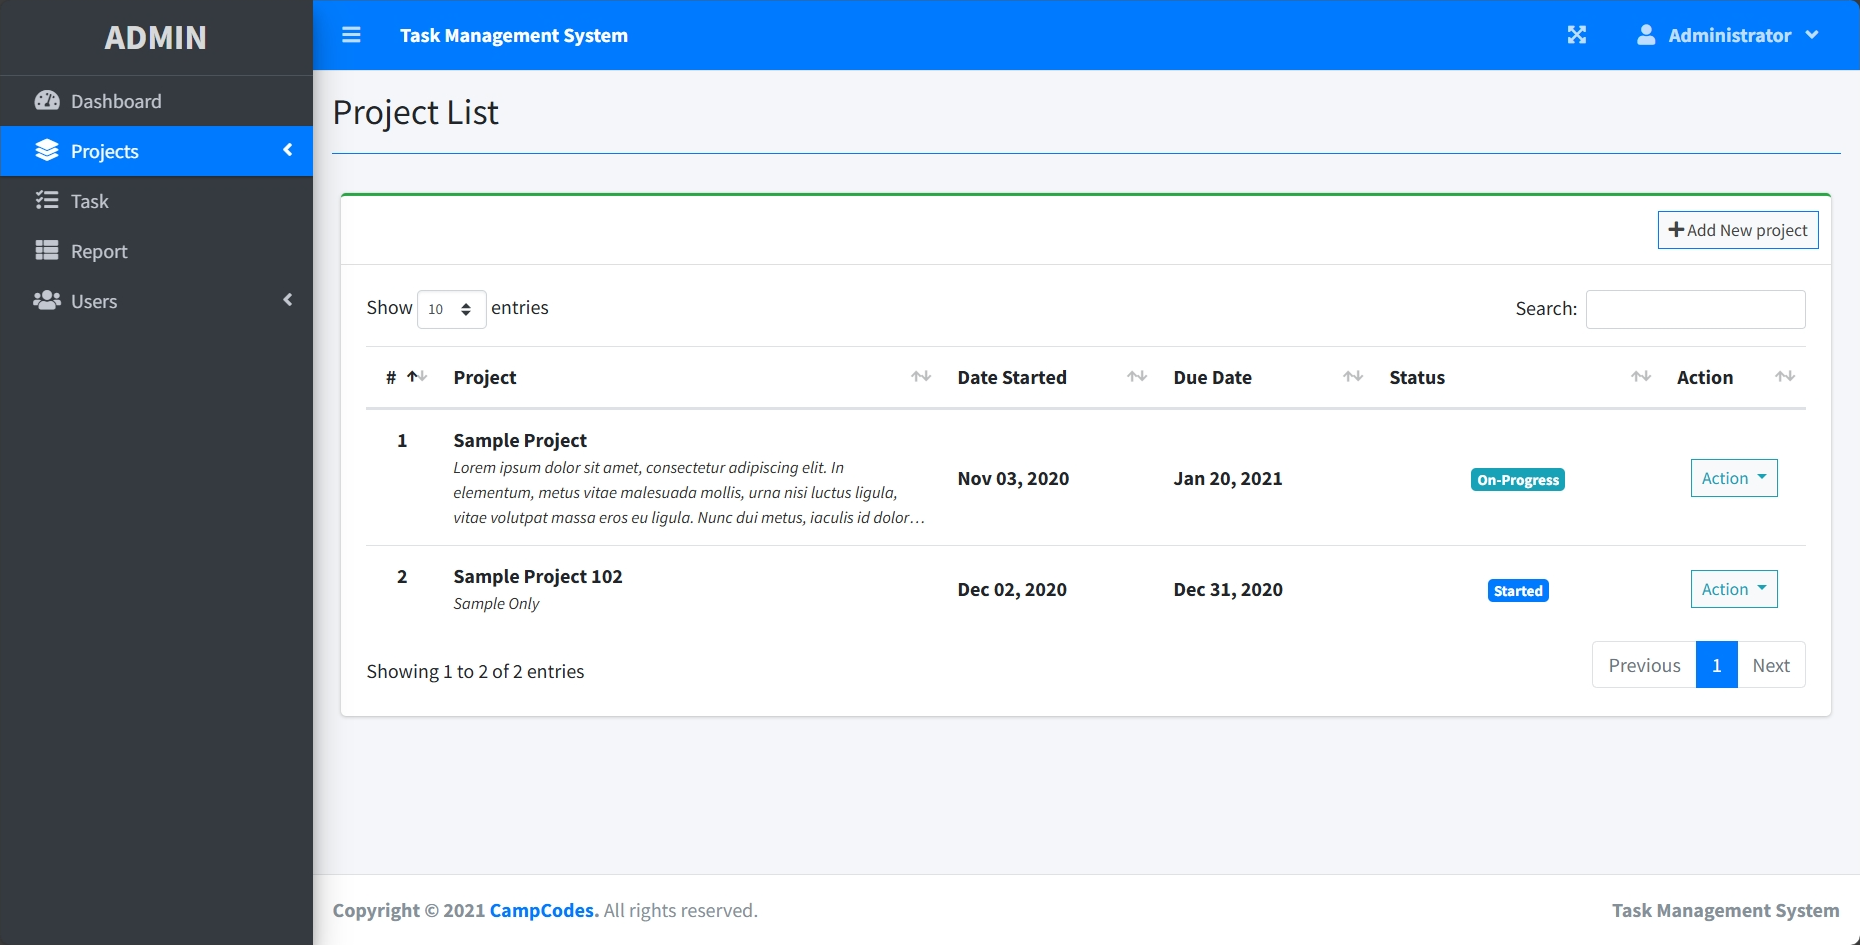 ADMIN
Task Management System
Administrator
Dashboard
Projects
Task
Report
Users
Project List
Add New project
Show 10 entries
Search:
# Project Date Started Due Date Status Action
1 Sample Project
Lorem ipsum dolor sit amet, consectetur adipiscing elit. In
elementum, metus vitae malesuada mollis, urna nisi luctus ligula,
vitae volutpat massa eros eu ligula. Nunc dui metus, iaculis id dolor…
Nov 03, 2020 Jan 20, 2021 On-Progress Action
2 Sample Project 102
Sample Only
Dec 02, 2020 Dec 31, 2020 Started Action
Showing 1 to 2 of 2 entries
Previous 1 Next
Copyright © 2021 CampCodes. All rights reserved.
Task Management System